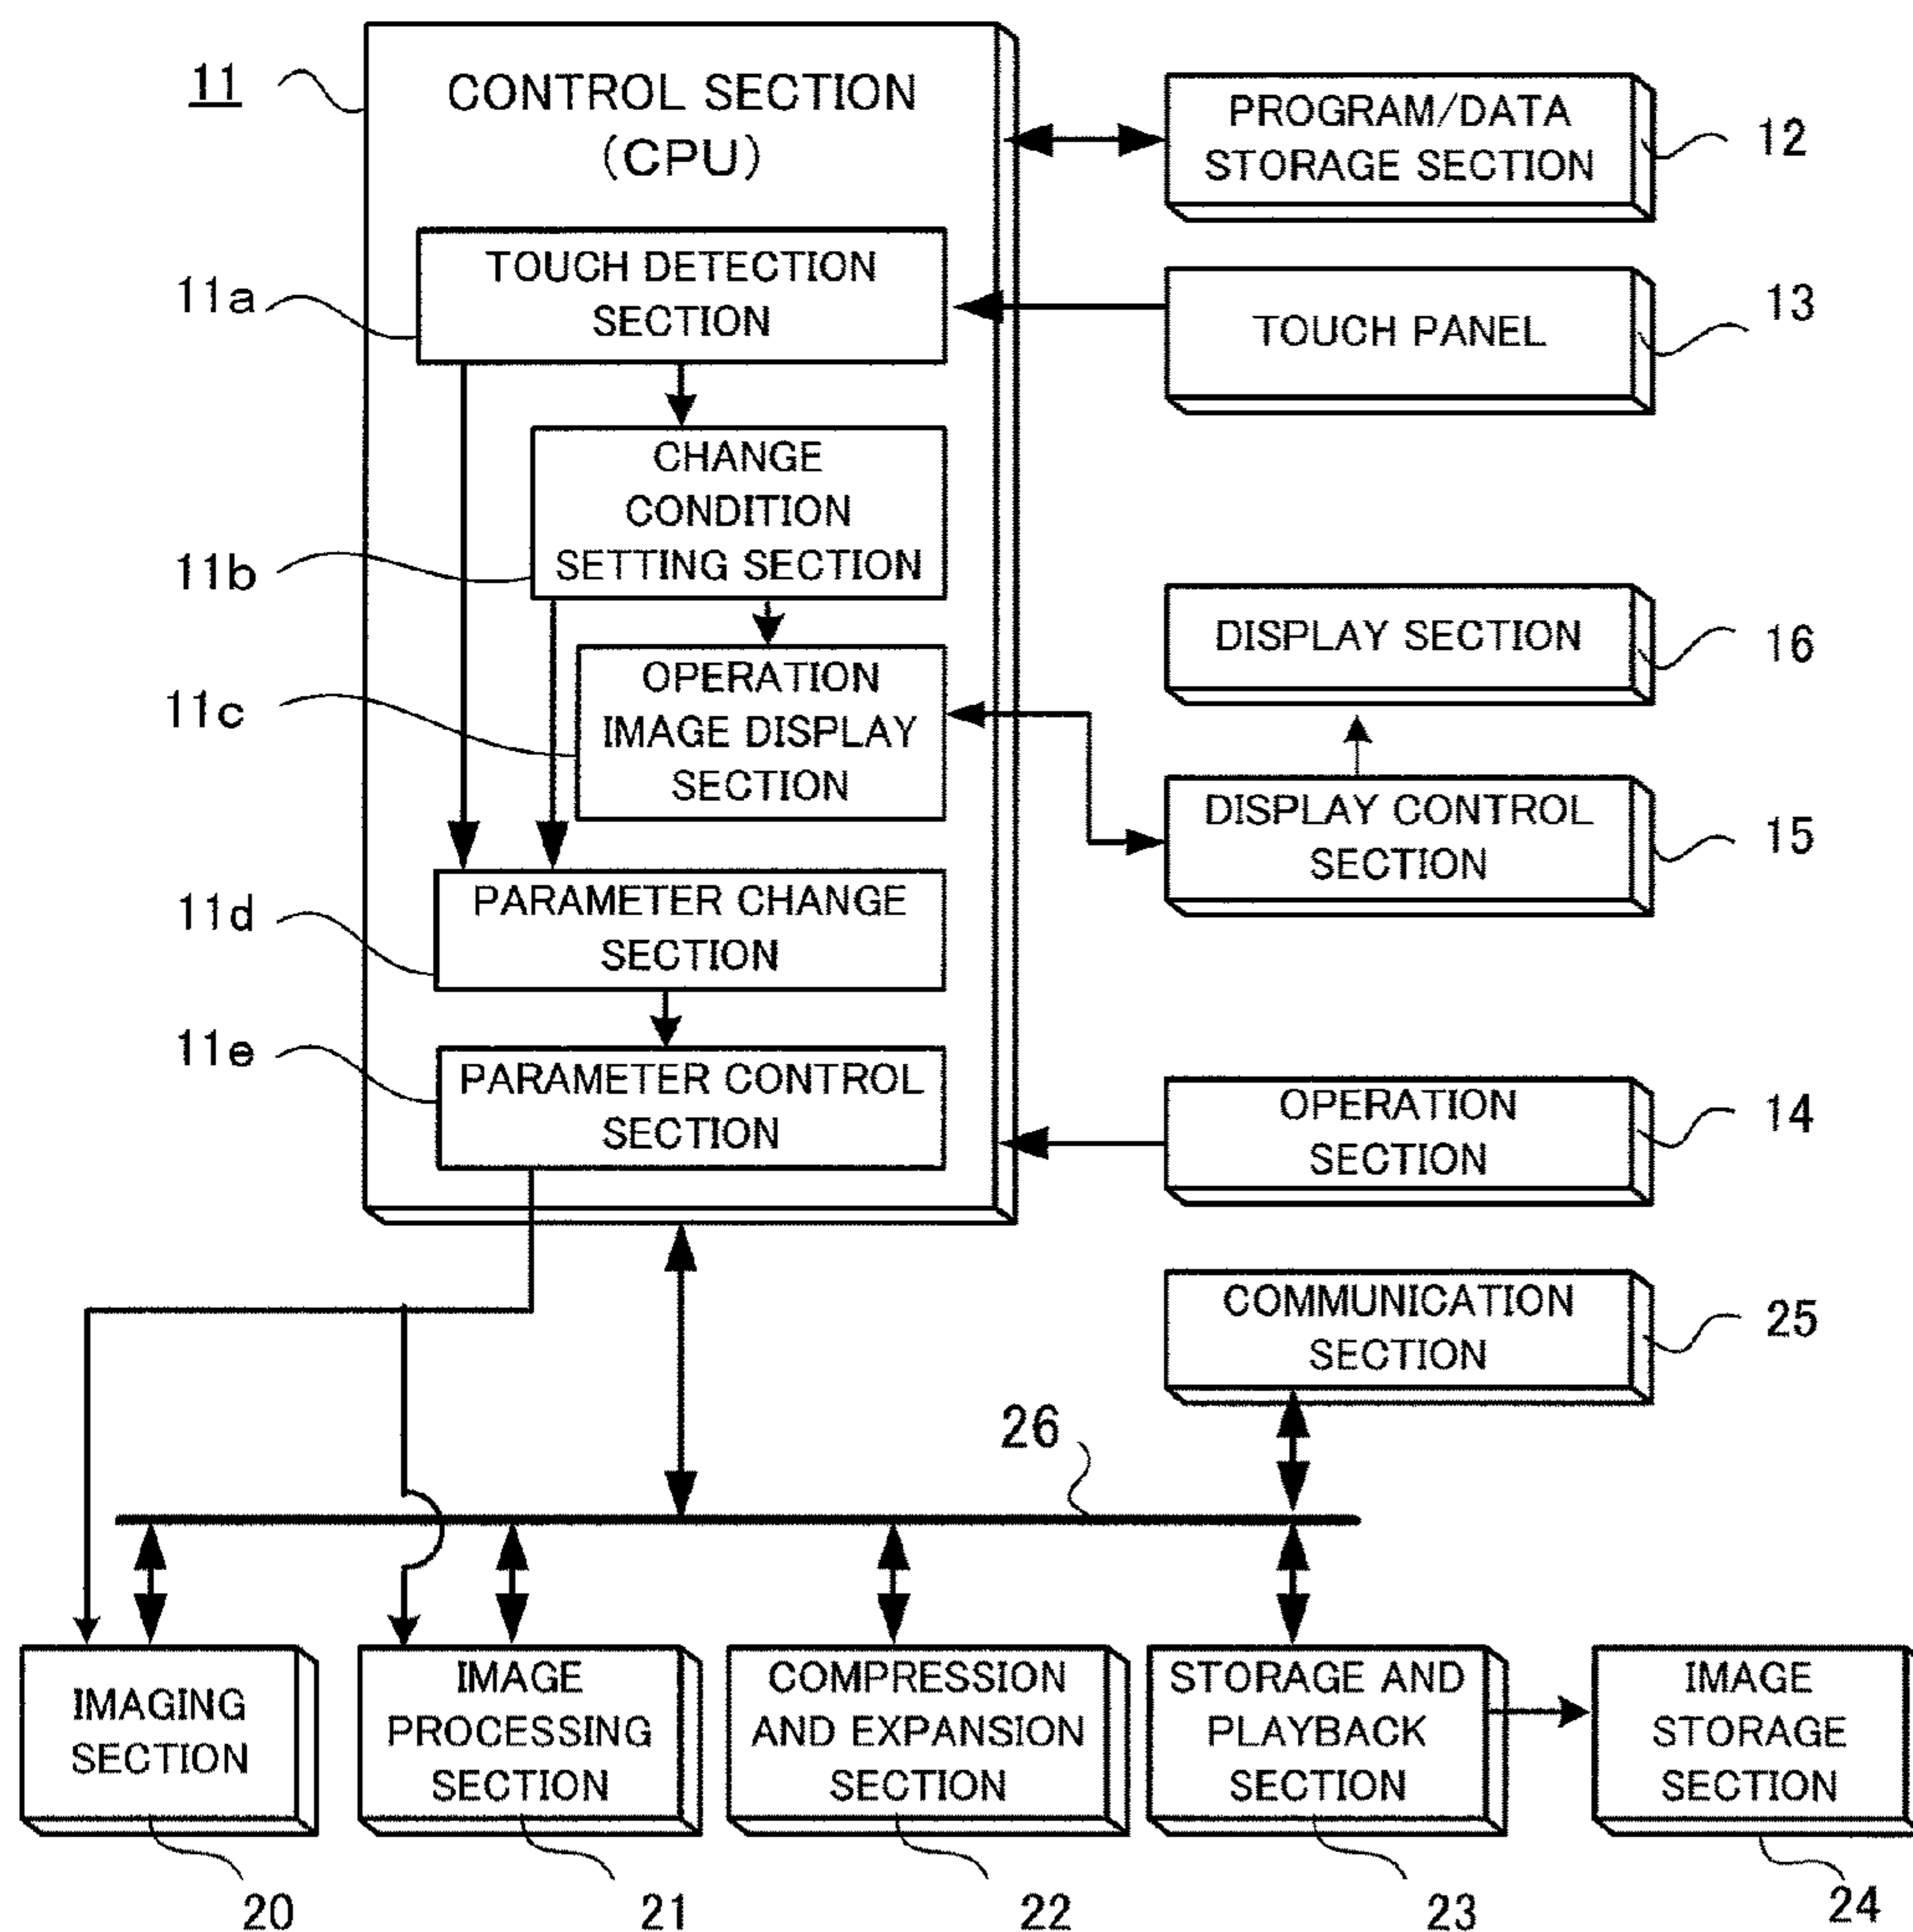 11
CONTROL SECTION
(CPU)
PROGRAM/DATA
STORAGE SECTION
12
TOUCH DETECTION
SECTION
11a
TOUCH PANEL
13
CHANGE
CONDITION
SETTING SECTION
11b
DISPLAY SECTION
16
OPERATION
IMAGE DISPLAY
SECTION
11c
DISPLAY CONTROL
SECTION
15
PARAMETER CHANGE
SECTION
11d
PARAMETER CONTROL
SECTION
11e
OPERATION
SECTION
14
COMMUNICATION
SECTION
25
26
IMAGING
SECTION
20
IMAGE
PROCESSING
SECTION
21
COMPRESSION
AND EXPANSION
SECTION
22
STORAGE AND
PLAYBACK
SECTION
23
IMAGE
STORAGE
SECTION
24